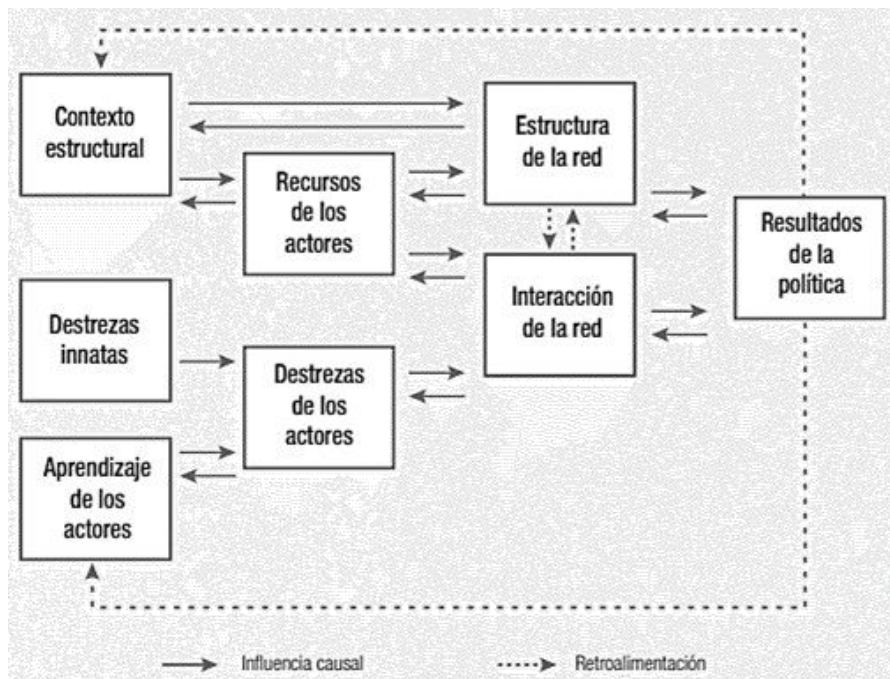 Contexto
estructural
Estructura
de la red
Recursos
de los
actores
Resultados
de la
política
Interacción
de la red
Destrezas
innatas
Destrezas
de los
actores
Aprendizaje
de los
actores
Influencia causal
Retroalimentación